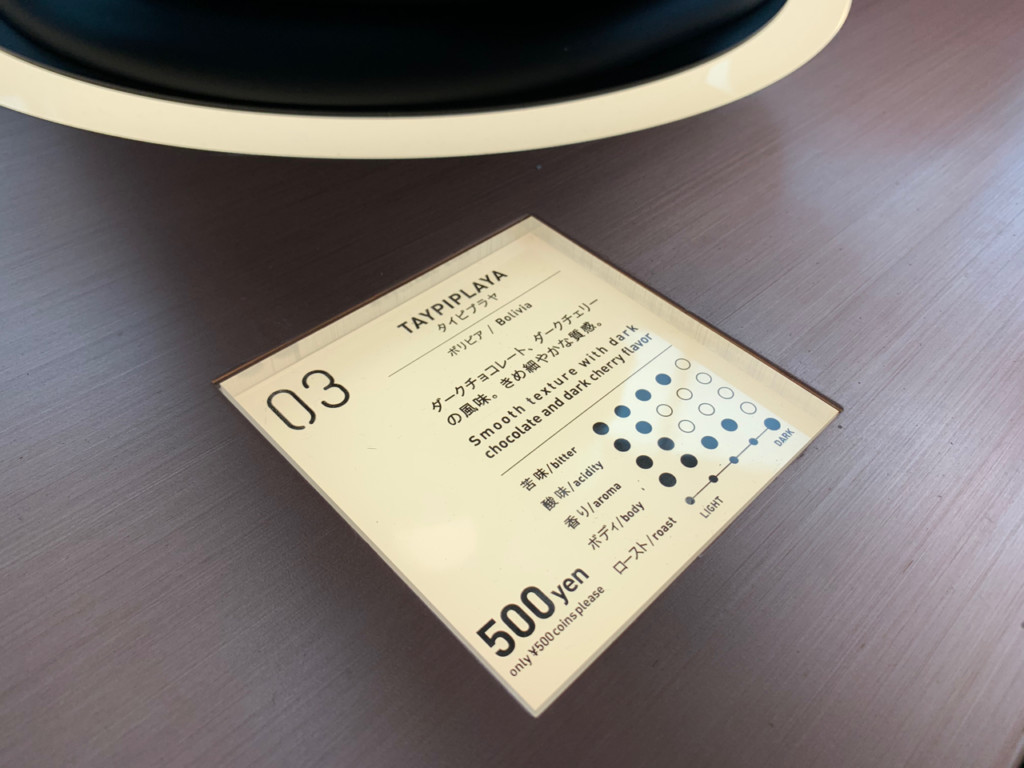 03
TAYPIPLAYA
タイピプラヤ
ボリビア / Bolivia
ダークチョコレート、ダークチェリー
の風味。きめ細やかな質感。
Smooth texture with dark
chocolate and dark cherry flavor
苦味/bitter
酸味/acidity
香り/aroma
ボディ/body
ロースト/roast
LIGHT
DARK
500yen
only ¥500coins please